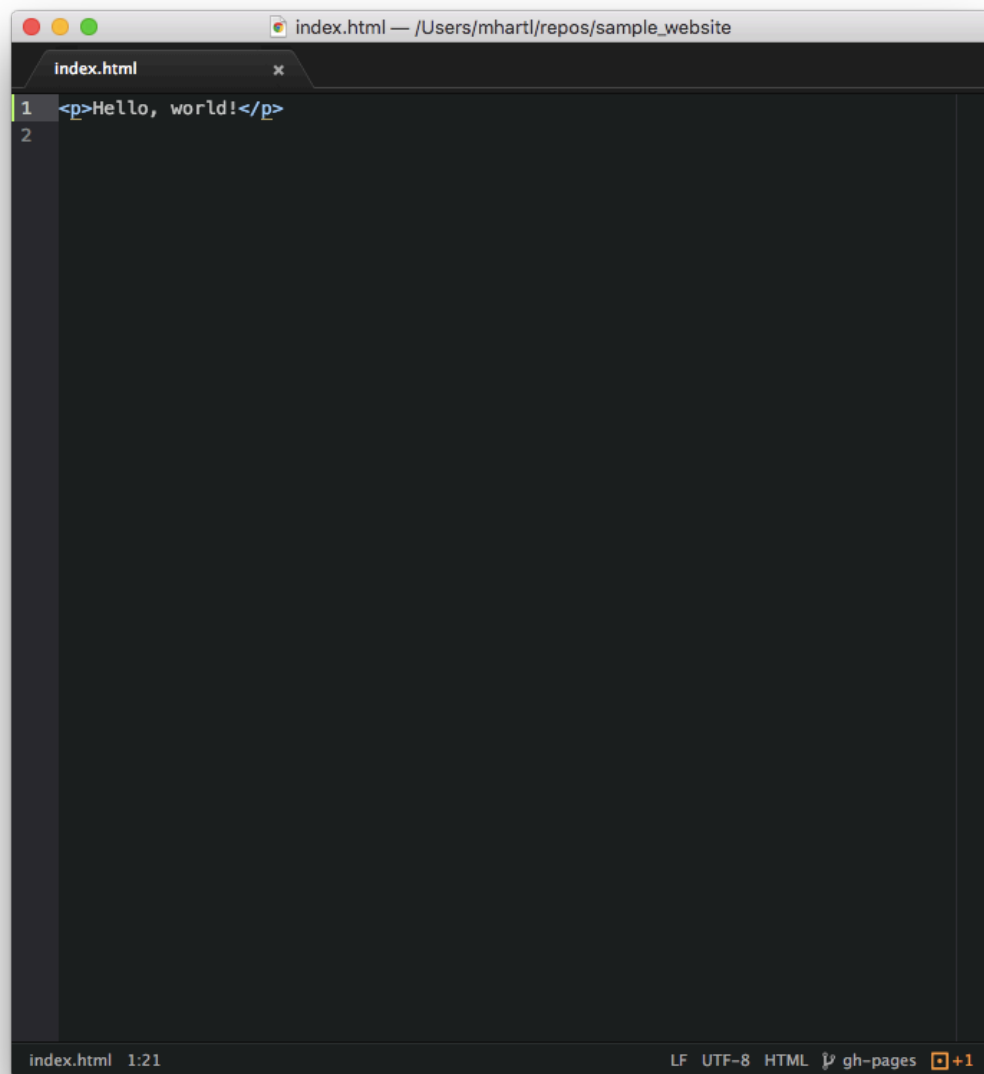 index.html — /Users/mhartl/repos/sample_website
index.html ×
1 <p>Hello, world!</p>
2
index.html 1:21 LF UTF-8 HTML gh-pages +1